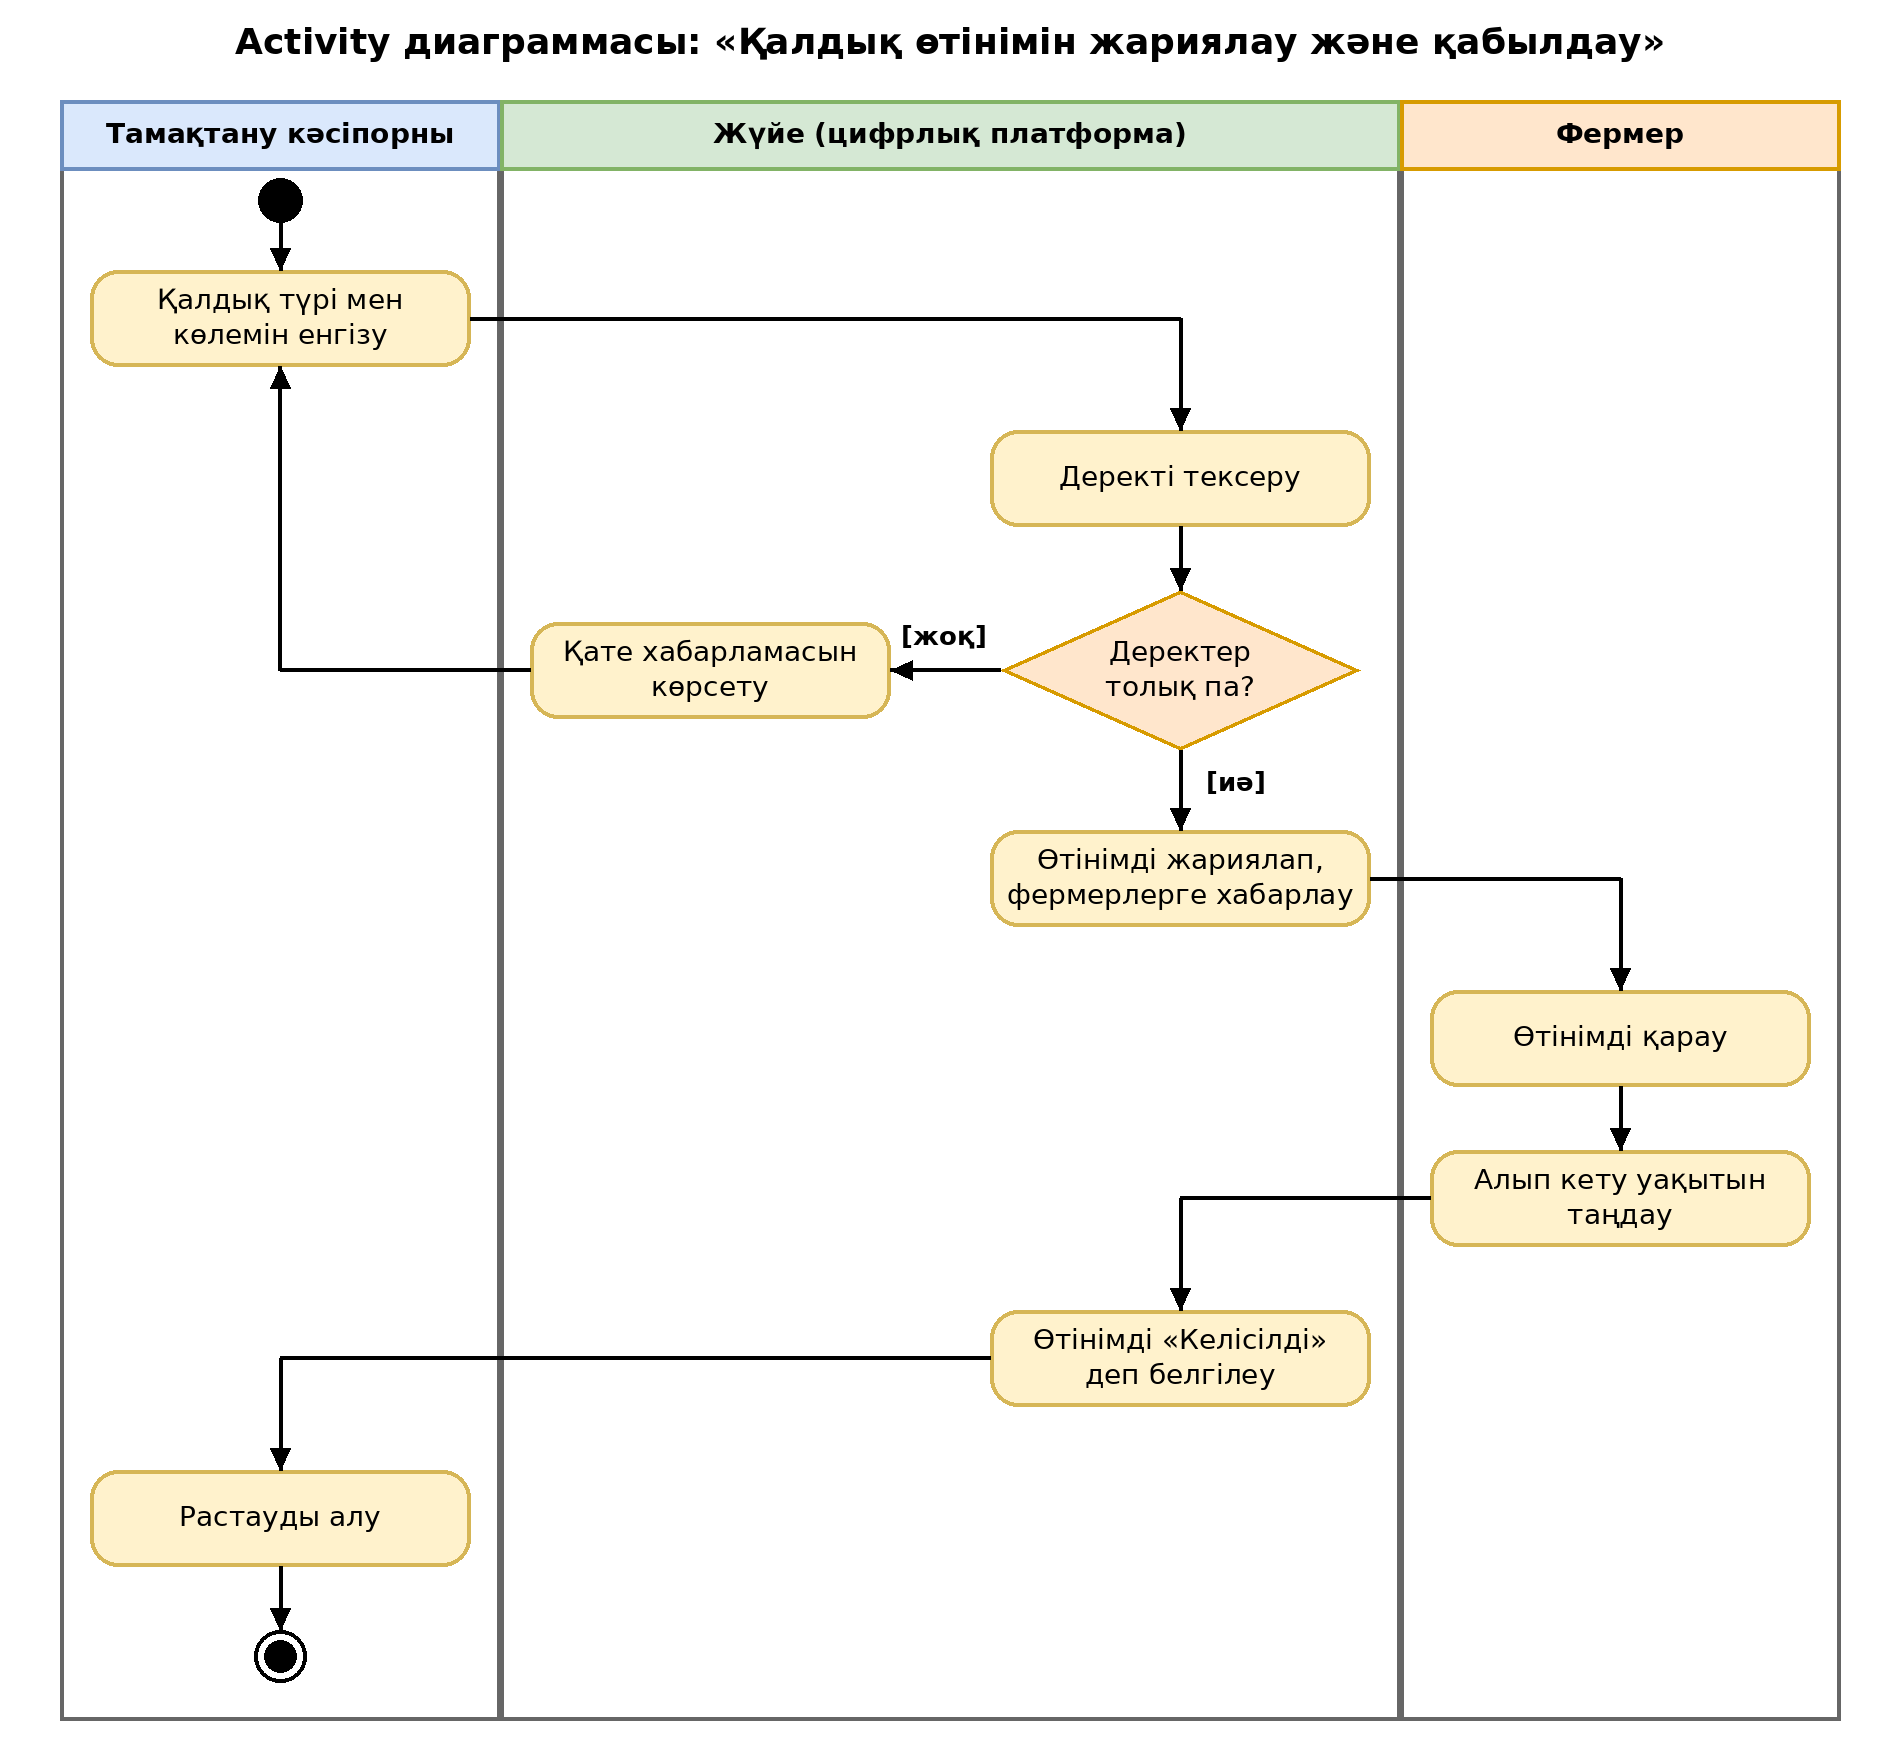 Activity диаграммасы: «Қалдық өтінімін жариялау және қабылдау»
Тамақтану кәсіпорны
Жүйе (цифрлық платформа)
Фермер
Қалдық түрі мен
көлемін енгізу
Деректі тексеру
Деректер
толық па?
[жоқ]
Қате хабарламасын
көрсету
[иә]
Өтінімді жариялап,
фермерлерге хабарлау
Өтінімді қарау
Алып кету уақытын
таңдау
Өтінімді «Келісілді»
деп белгілеу
Растауды алу